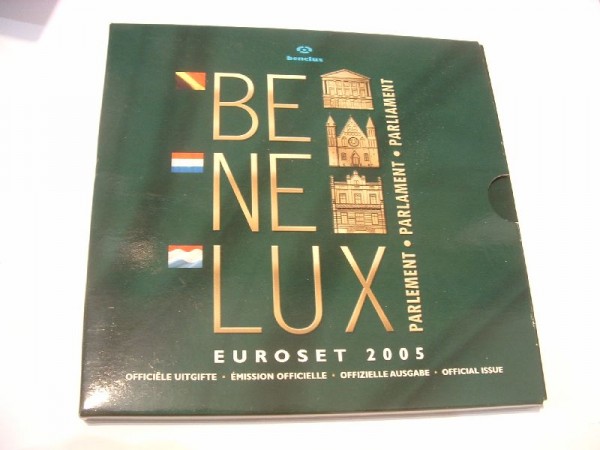 benelux
BE
NE
LUX
PARLEMENT • PARLAMENT • PARLIAMENT
EUROSET 2005
OFFICIËLE UITGIFTE • ÉMISSION OFFICIELLE • OFFIZIELLE AUSGABE • OFFICIAL ISSUE